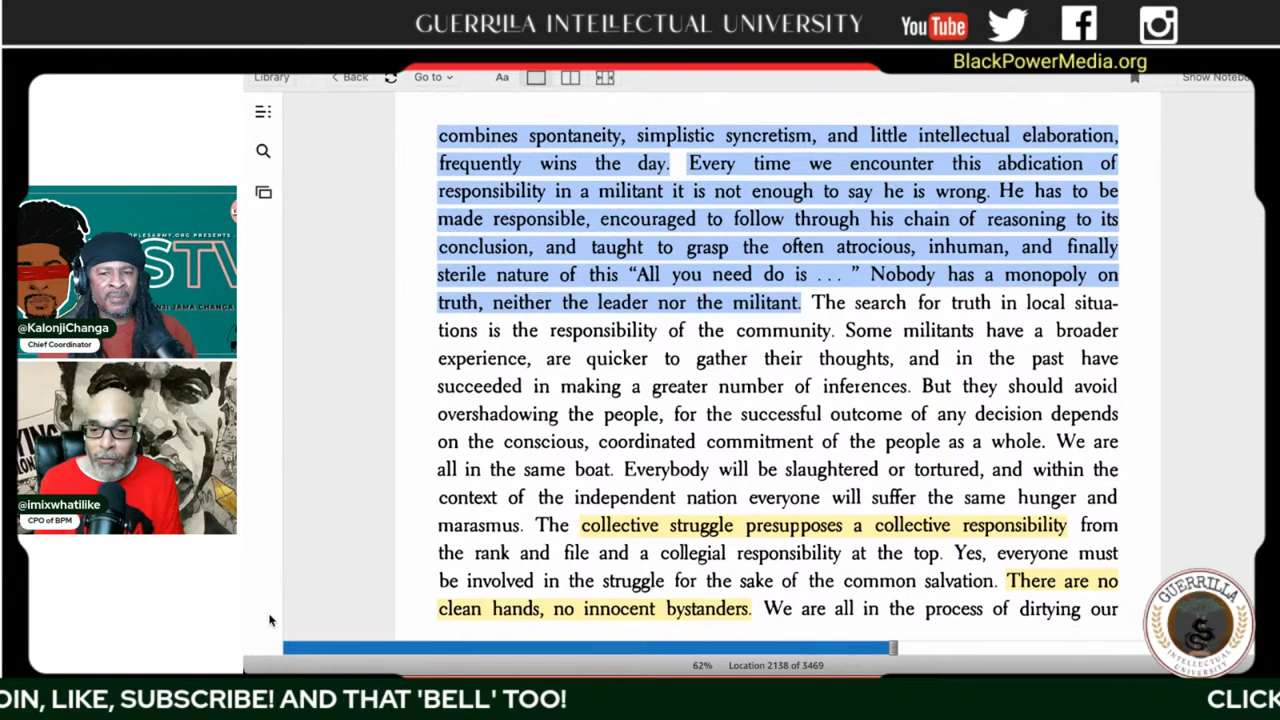 GUERRILLA INTELLECTUAL UNIVERSITY
You Tube
BlackPowerMedia.org
Library
Back
Go to
Aa
combines spontaneity, simplistic syncretism, and little intellectual elaboration,
frequently wins the day. Every time we encounter this abdication of
responsibility in a militant it is not enough to say he is wrong. He has to be
made responsible, encouraged to follow through his chain of reasoning to its
conclusion, and taught to grasp the often atrocious, inhuman, and finally
sterile nature of this “All you need do is . . . ” Nobody has a monopoly on
truth, neither the leader nor the militant. The search for truth in local situa-
tions is the responsibility of the community. Some militants have a broader
experience, are quicker to gather their thoughts, and in the past have
succeeded in making a greater number of inferences. But they should avoid
overshadowing the people, for the successful outcome of any decision depends
on the conscious, coordinated commitment of the people as a whole. We are
all in the same boat. Everybody will be slaughtered or tortured, and within the
context of the independent nation everyone will suffer the same hunger and
marasmus. The collective struggle presupposes a collective responsibility from
the rank and file and a collegial responsibility at the top. Yes, everyone must
be involved in the struggle for the sake of the common salvation. There are no
clean hands, no innocent bystanders. We are all in the process of dirtying our
62%
Location 2138 of 3469
STV
@KalonjiChanga
Chief Coordinator
@imixwhatilike
CPO of BPM
GUERRILLA
INTELLECTUAL
UNIVERSITY
OIN, LIKE, SUBSCRIBE! AND THAT 'BELL' TOO!
CLICK